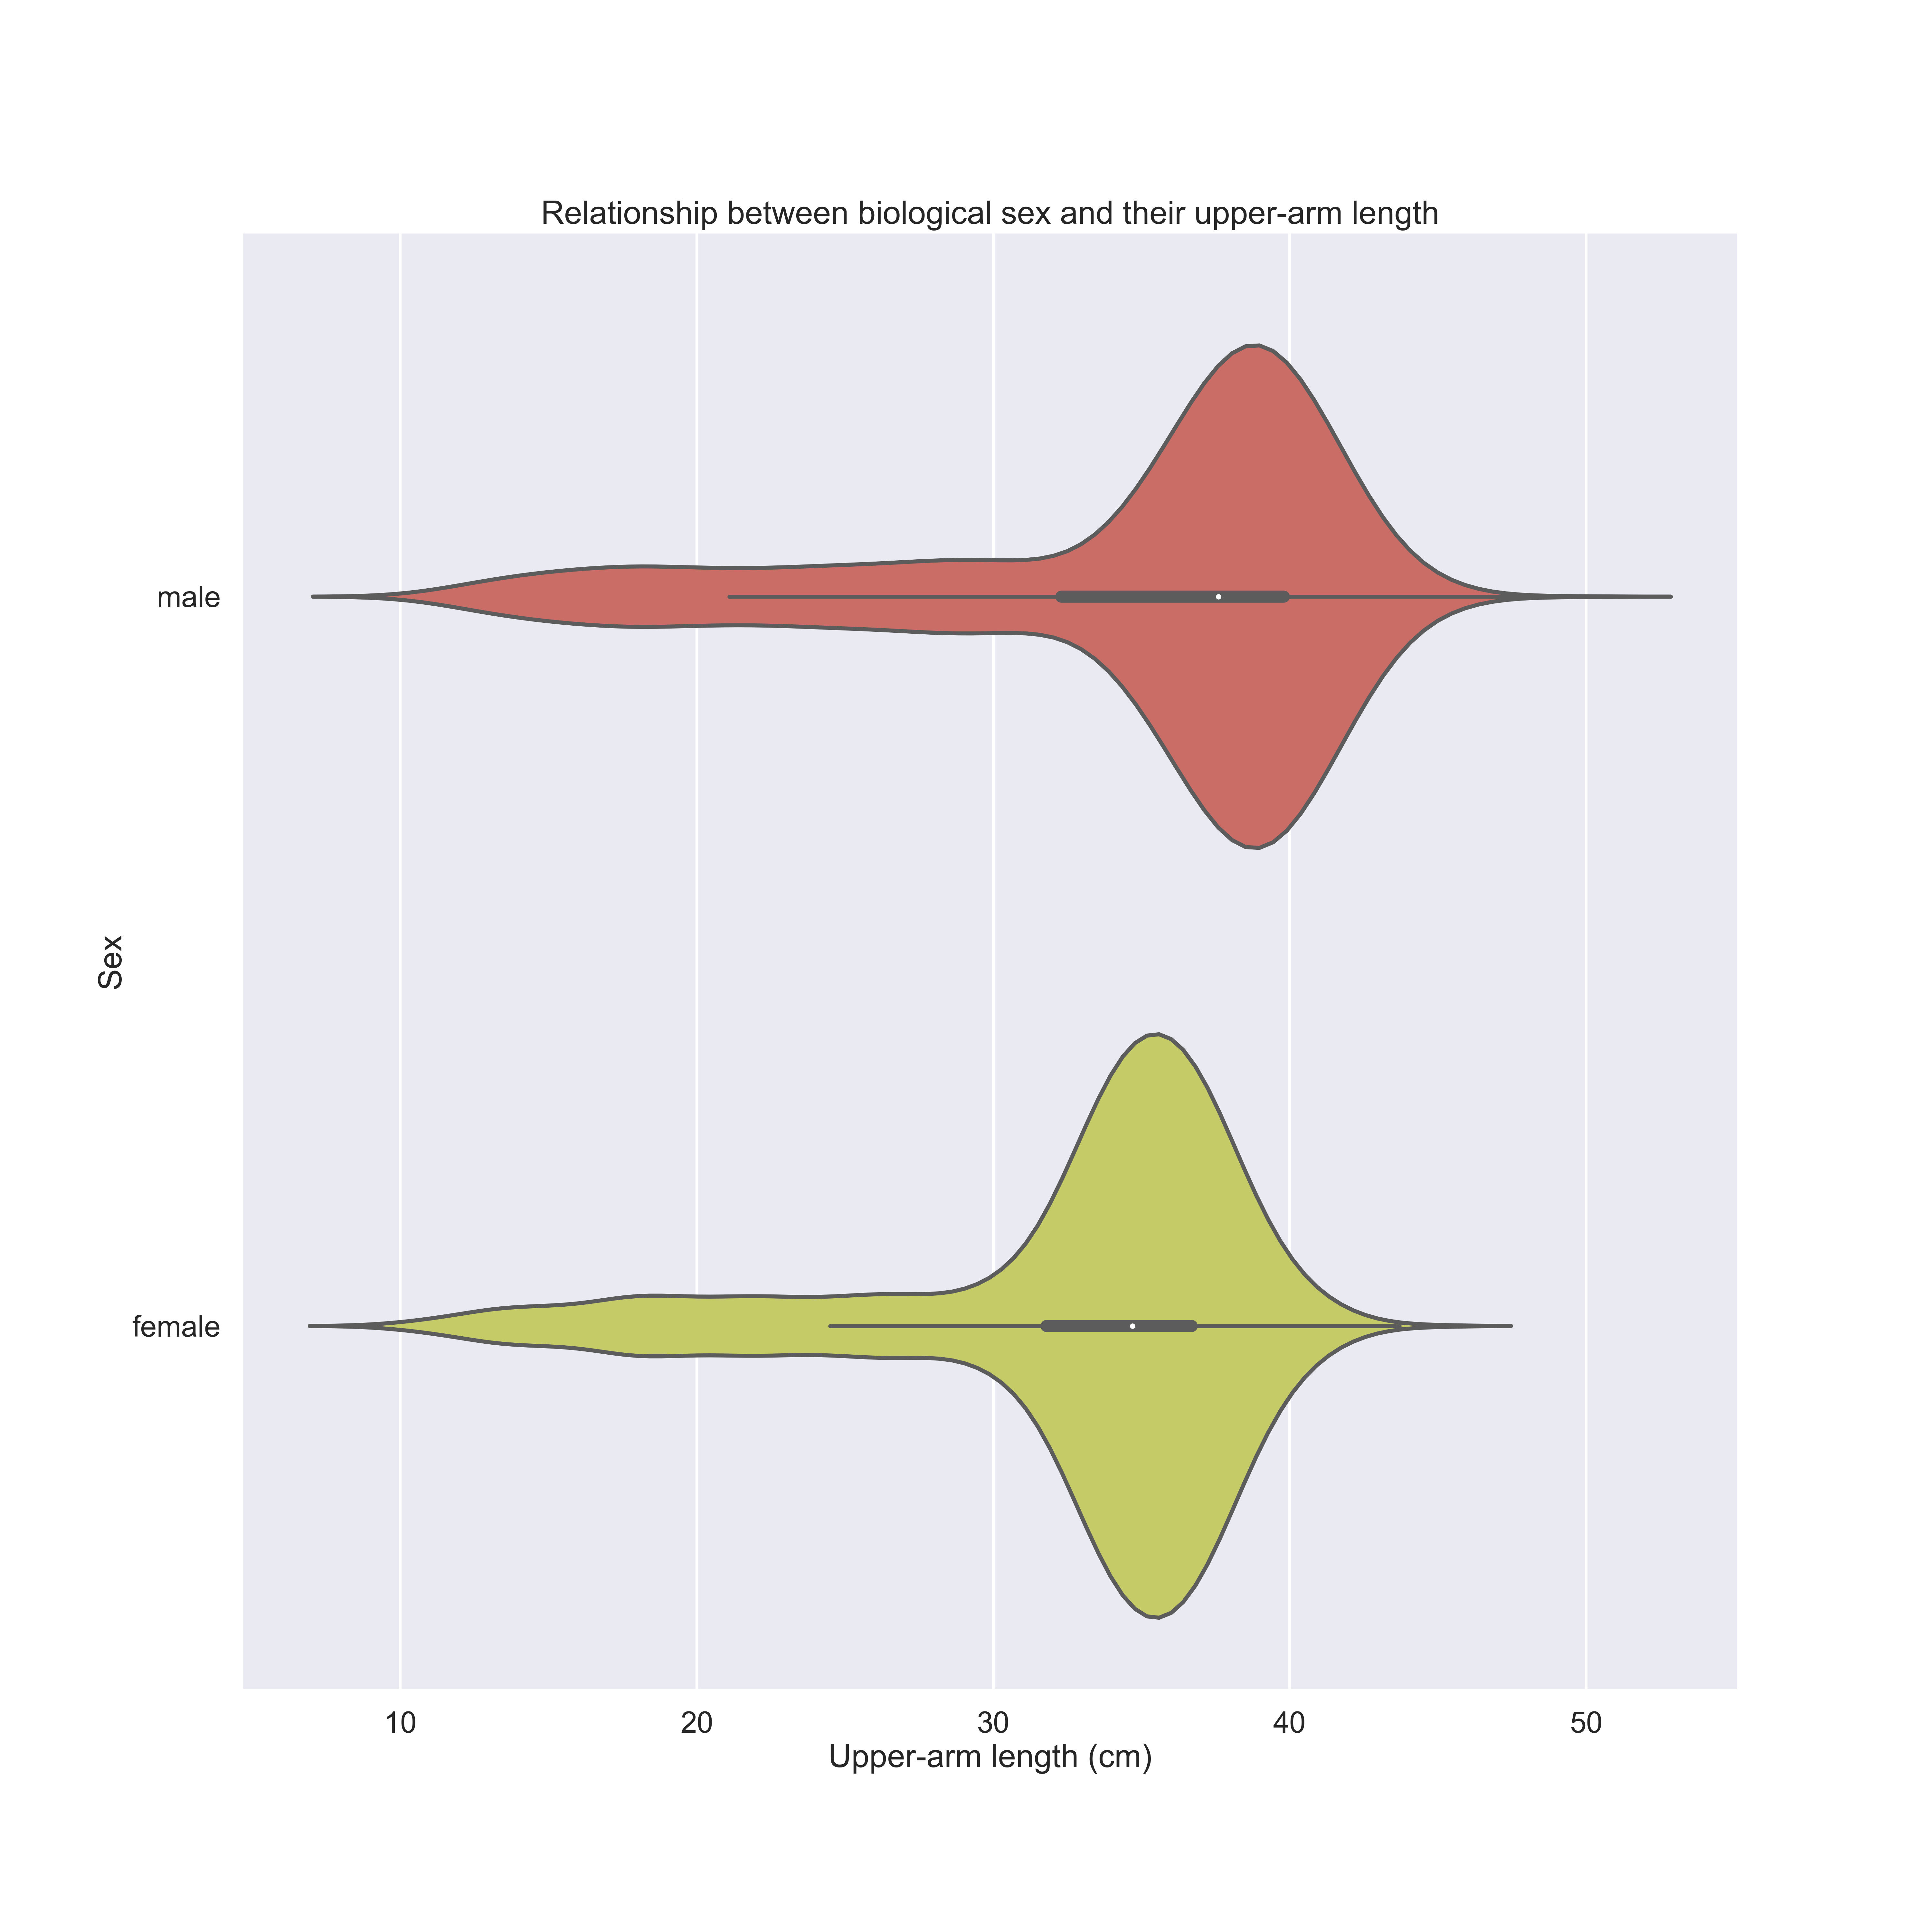 Relationship between biological sex and their upper-arm length
male
Sex
female
10 20 30 40 50
Upper-arm length (cm)